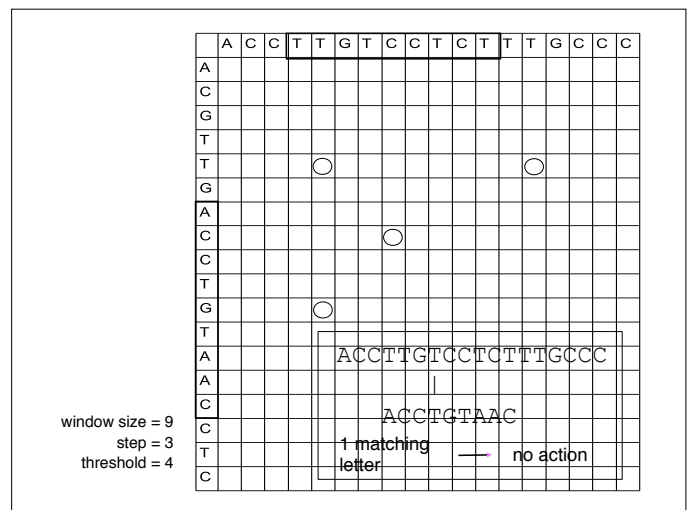 A C C T T G T C C T C T T T G C C C
A
C
G
T
T
G
A
C
C
T
G
T
A
A
C
C
T
C
ACCTTGTCCTCTTTGCCC
|
ACCTGTAAC
1 matching
letter
no action
window size = 9
step = 3
threshold = 4